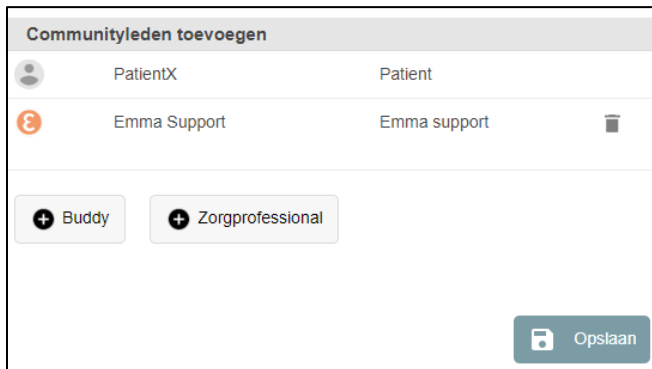 Communityleden toevoegen
PatientX Patient
Emma Support Emma support
Buddy Zorgprofessional
Opslaan